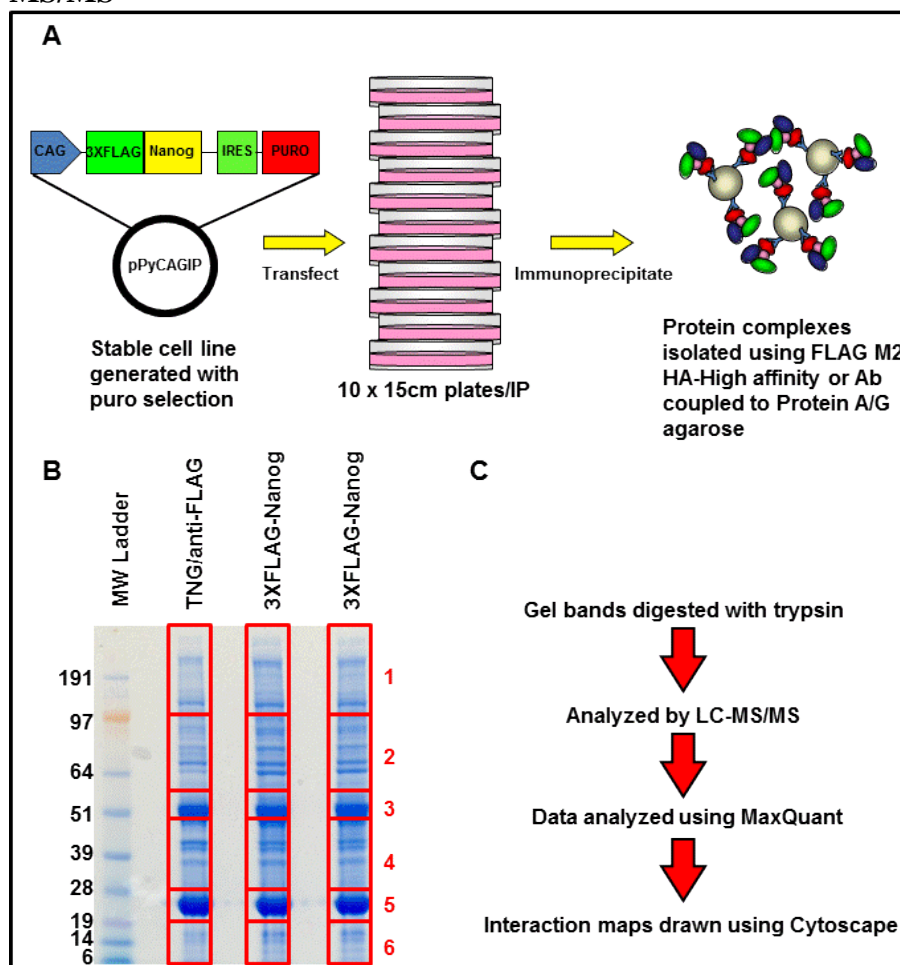 MS/MS
A
CAG
3XFLAG
Nanog
IRES
PURO
pPyCAGIP
Transfect
Immunoprecipitate
Stable cell line
generated with
puro selection
10 x 15cm plates/IP
Protein complexes
isolated using FLAG M2
HA-High affinity or Ab
coupled to Protein A/G
agarose
B
MW Ladder
TNG/anti-FLAG
3XFLAG-Nanog
3XFLAG-Nanog
191
97
64
51
39
28
19
14
6
1
2
3
4
5
6
C
Gel bands digested with trypsin
Analyzed by LC-MS/MS
Data analyzed using MaxQuant
Interaction maps drawn using Cytoscape